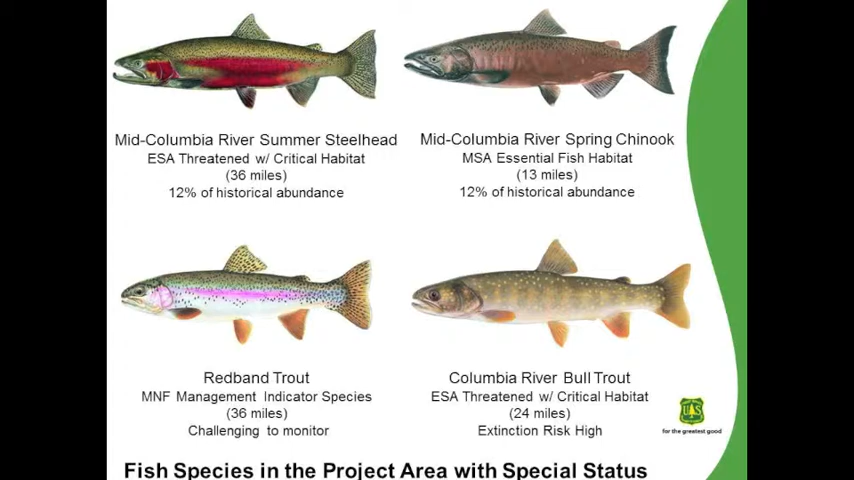 Mid-Columbia River Summer Steelhead
ESA Threatened w/ Critical Habitat
(36 miles)
12% of historical abundance
Mid-Columbia River Spring Chinook
MSA Essential Fish Habitat
(13 miles)
12% of historical abundance
Redband Trout
MNF Management Indicator Species
(36 miles)
Challenging to monitor
Columbia River Bull Trout
ESA Threatened w/ Critical Habitat
(24 miles)
Extinction Risk High
UAS
for the greatest good
Fish Species in the Project Area with Special Status